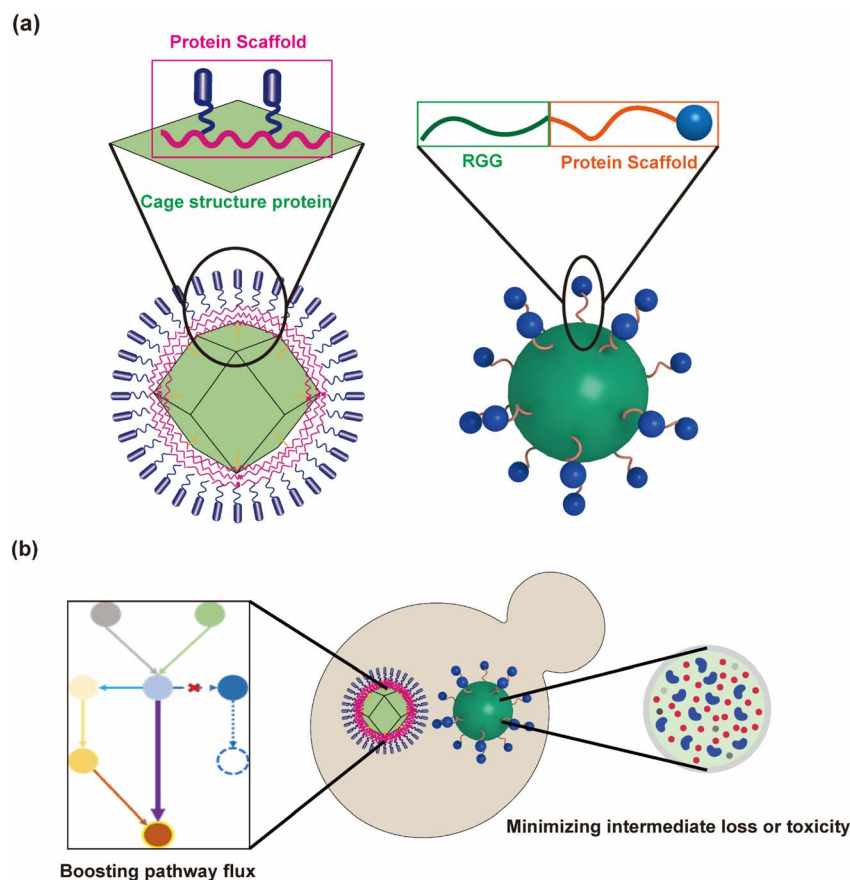 (a)
Protein Scaffold
Cage structure protein
RGG
Protein Scaffold
(b)
Boosting pathway flux
Minimizing intermediate loss or toxicity